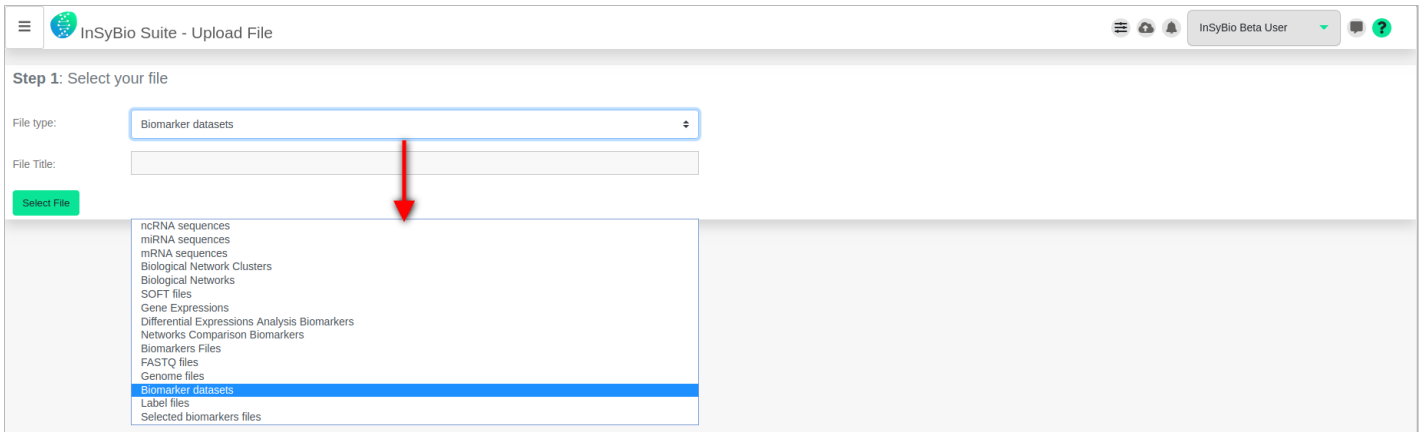 InSyBio Suite - Upload File
InSyBio Beta User
?
Step 1: Select your file
File type:
Biomarker datasets
File Title:
Select File
ncRNA sequences
miRNA sequences
mRNA sequences
Biological Network Clusters
Biological Networks
SOFT files
Gene Expressions
Differential Expressions Analysis Biomarkers
Networks Comparison Biomarkers
Biomarkers Files
FASTQ files
Genome files
Biomarker datasets
Label files
Selected biomarkers files